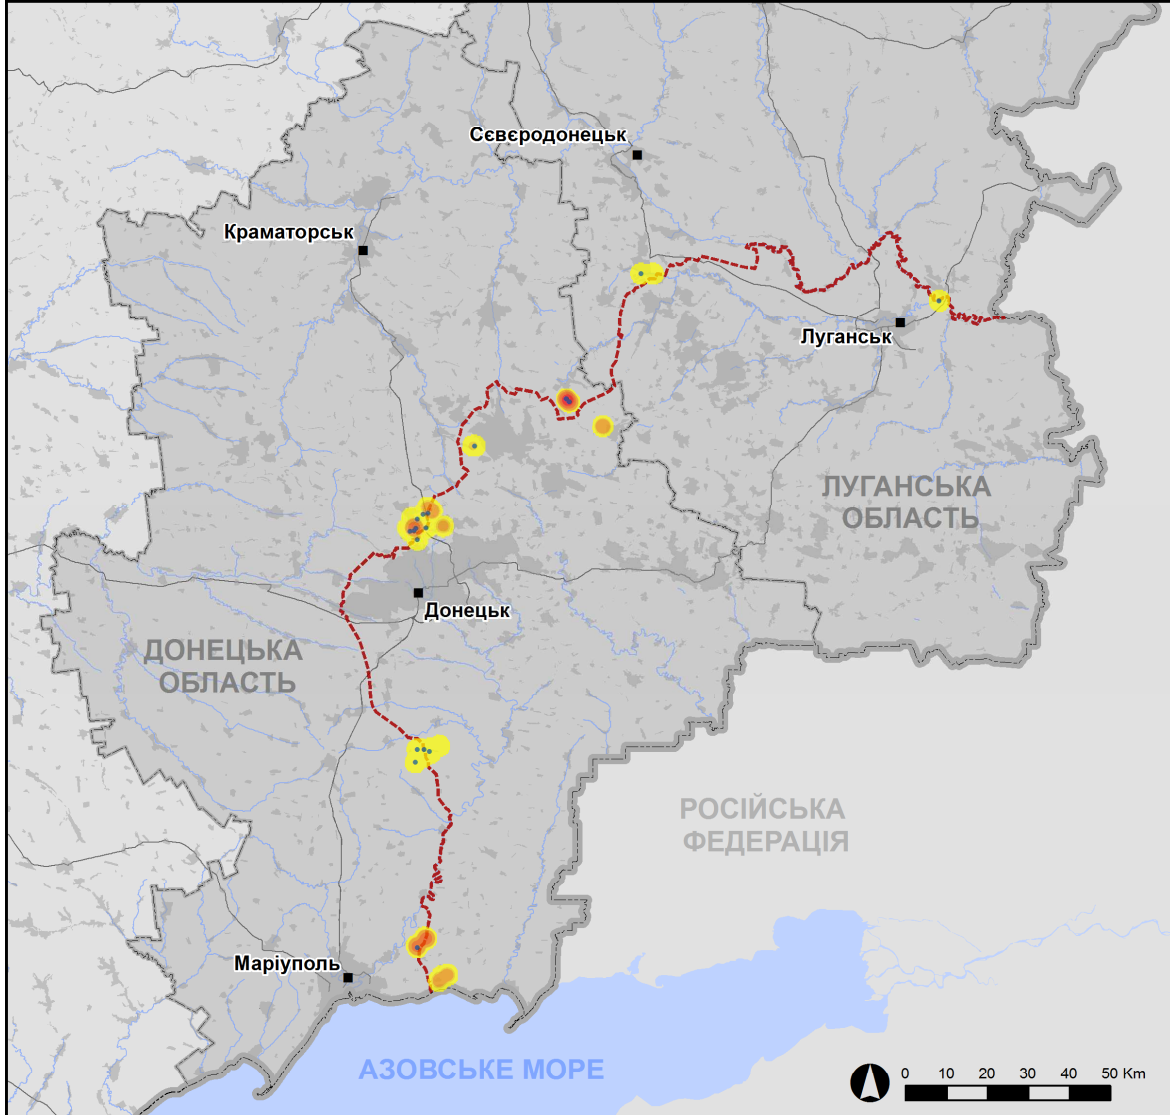 Сєвєродонецьк
Краматорськ
Луганськ
ЛУГАНСЬКА
ОБЛАСТЬ
Донецьк
ДОНЕЦЬКА
ОБЛАСТЬ
РОСІЙСЬКА
ФЕДЕРАЦІЯ
Маріуполь
АЗОВСЬКЕ МОРЕ
0 10 20 30 40 50 Km